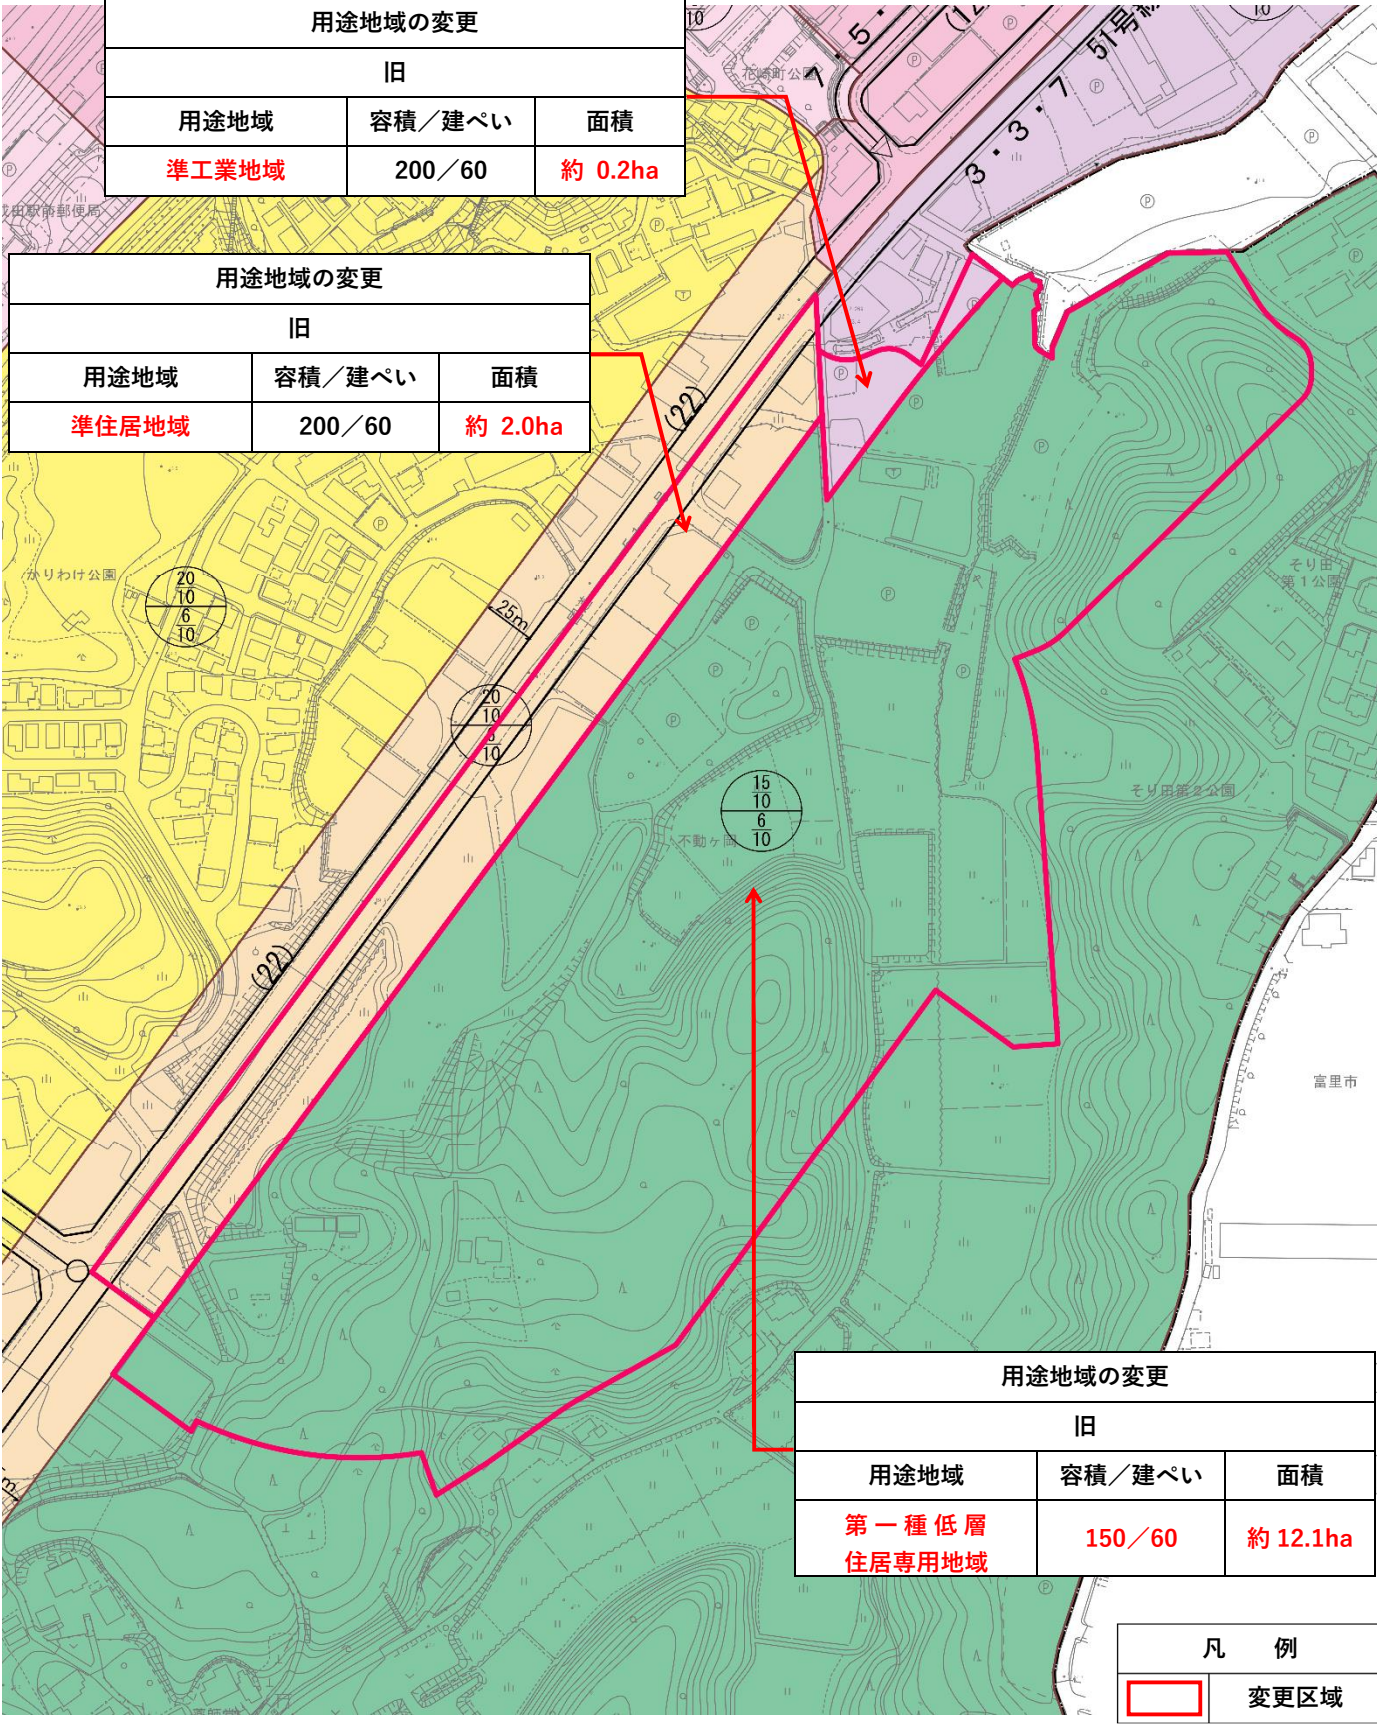 用途地域の変更
旧
用途地域 容積／建ぺい 面積
準工業地域 200／60 約 0.2ha
用途地域の変更
旧
用途地域 容積／建ぺい 面積
準住居地域 200／60 約 2.0ha
花崎町公園
3・3・7 51号線
成田駅前郵便局
(22)
かりわけ公園
20
10
6
10
25m
20
10
6
10
そり田
第1公園
15
10
6
10
不動ヶ岡
そり田第2公園
(22)
富里市
用途地域の変更
旧
用途地域 容積／建ぺい 面積
第一種低層
住居専用地域
150／60 約 12.1ha
凡 例
変更区域